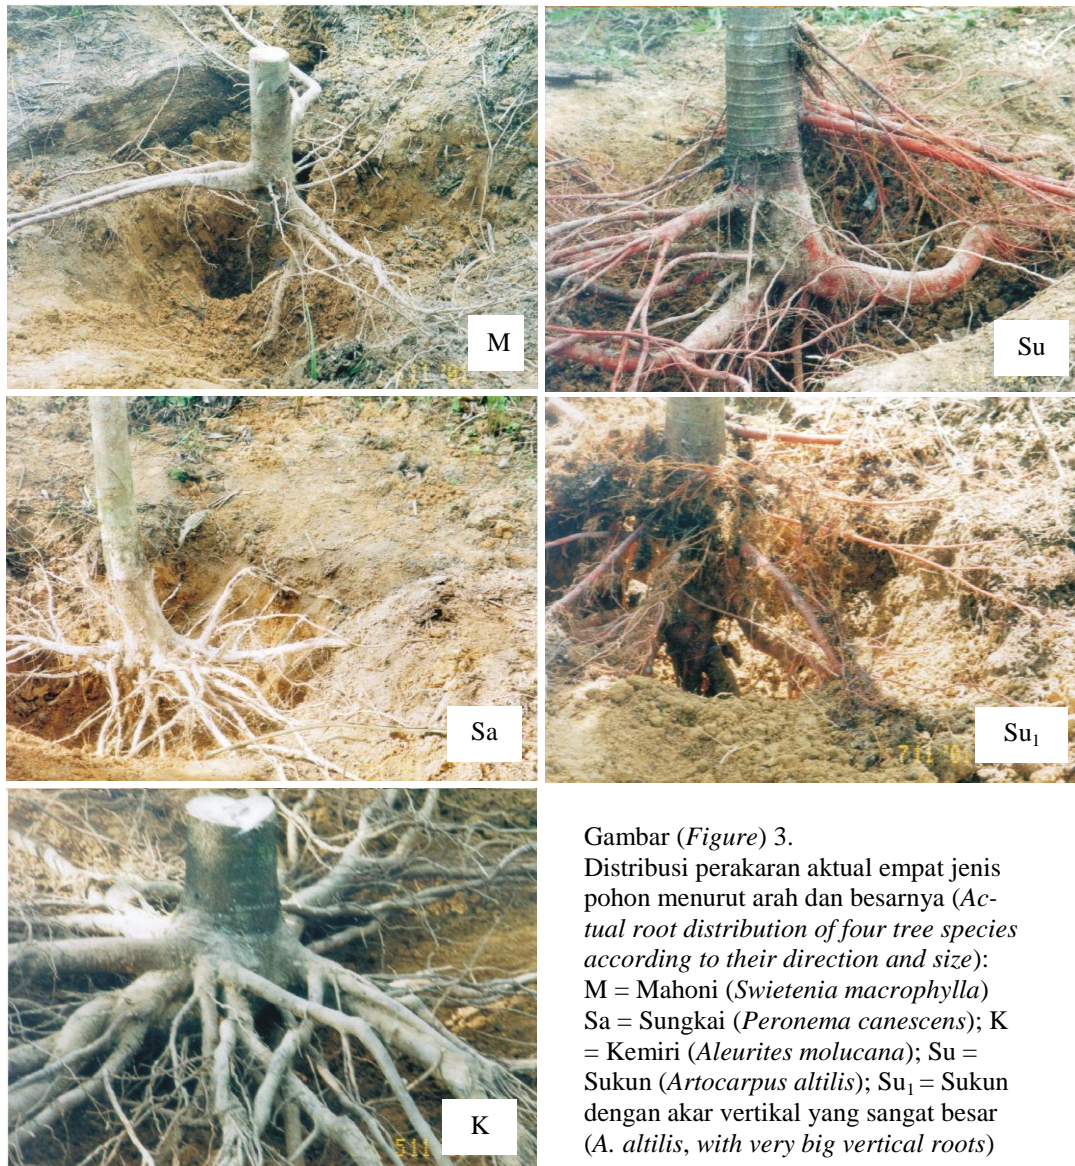 M
Su
Sa
Su₁
K
Gambar (Figure) 3.
Distribusi perakaran aktual empat jenis
pohon menurut arah dan besarnya (Ac-
tual root distribution of four tree species
according to their direction and size):
M = Mahoni (Swietenia macrophylla)
Sa = Sungkai (Peronema canescens); K
= Kemiri (Aleurites molucana); Su =
Sukun (Artocarpus altilis); Su₁ = Sukun
dengan akar vertikal yang sangat besar
(A. altilis, with very big vertical roots)